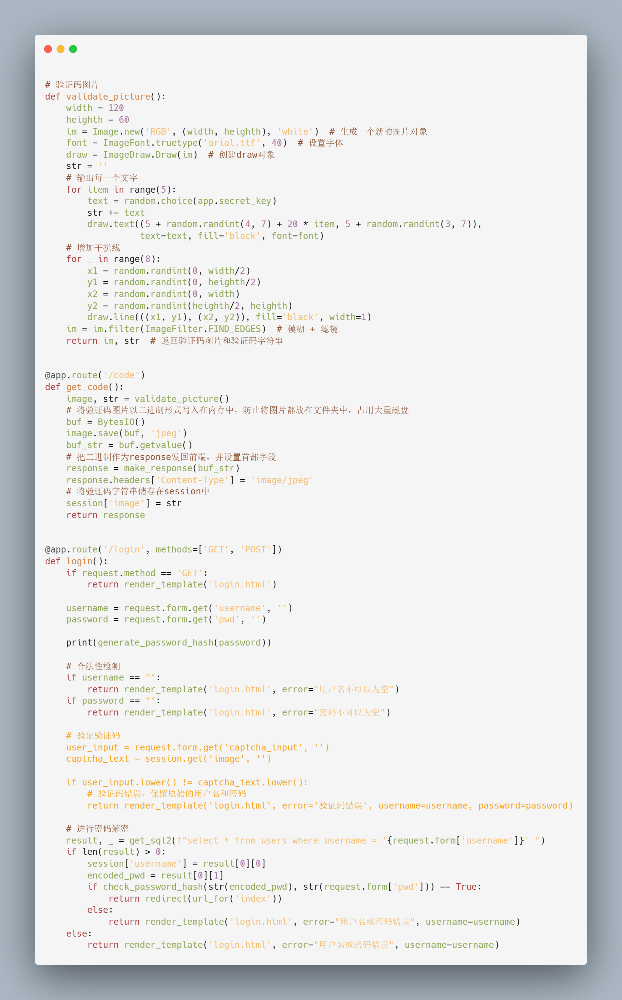 # 验证码图片
def validate_picture():
    width = 120
    heighth = 60
    im = Image.new('RGB', (width, heighth), 'white')  # 生成一个新的图片对象
    font = ImageFont.truetype('arial.ttf', 40)  # 设置字体
    draw = ImageDraw.Draw(im)  # 创建draw对象
    str = ''
    # 输出每一个文字
    for item in range(5):
        text = random.choice(app.secret_key)
        str += text
        draw.text((5 + random.randint(4, 7) + 20 * item, 5 + random.randint(3, 7)),
                  text=text, fill='black', font=font)
    # 增加干扰线
    for _ in range(8):
        x1 = random.randint(0, width/2)
        y1 = random.randint(0, heighth/2)
        x2 = random.randint(0, width)
        y2 = random.randint(heighth/2, heighth)
        draw.line(((x1, y1), (x2, y2)), fill='black', width=1)
    im = im.filter(ImageFilter.FIND_EDGES)  # 模糊 + 滤镜
    return im, str  # 返回验证码图片和验证码字符串
@app.route('/code')
def get_code():
    image, str = validate_picture()
    # 将验证码图片以二进制形式写入在内存中，防止将图片都放在文件夹中，占用大量磁盘
    buf = BytesIO()
    image.save(buf, 'jpeg')
    buf_str = buf.getvalue()
    # 把二进制作为response发回前端，并设置首部字段
    response = make_response(buf_str)
    response.headers['Content-Type'] = 'image/jpeg'
    # 将验证码字符串储存在session中
    session['image'] = str
    return response
@app.route('/login', methods=['GET', 'POST'])
def login():
    if request.method == 'GET':
        return render_template('login.html')
    username = request.form.get('username', '')
    password = request.form.get('pwd', '')
    print(generate_password_hash(password))
    # 合法性检测
    if username == "":
        return render_template('login.html', error="用户名不可以为空")
    if password == "":
        return render_template('login.html', error="密码不可以为空")
    # 验证验证码
    user_input = request.form.get('captcha_input', '')
    captcha_text = session.get('image', '')
    if user_input.lower() != captcha_text.lower():
        # 验证码错误，保留原始的用户名和密码
        return render_template('login.html', error='验证码错误', username=username, password=password)
    # 进行密码解密
    result, _ = get_sql2(f"select * from users where username = '{request.form['username']}' ")
    if len(result) > 0:
        session['username'] = result[0][0]
        encoded_pwd = result[0][1]
        if check_password_hash(str(encoded_pwd), str(request.form['pwd'])) == True:
            return redirect(url_for('index'))
        else:
            return render_template('login.html', error="用户名或密码错误", username=username)
    else:
        return render_template('login.html', error="用户名或密码错误", username=username)